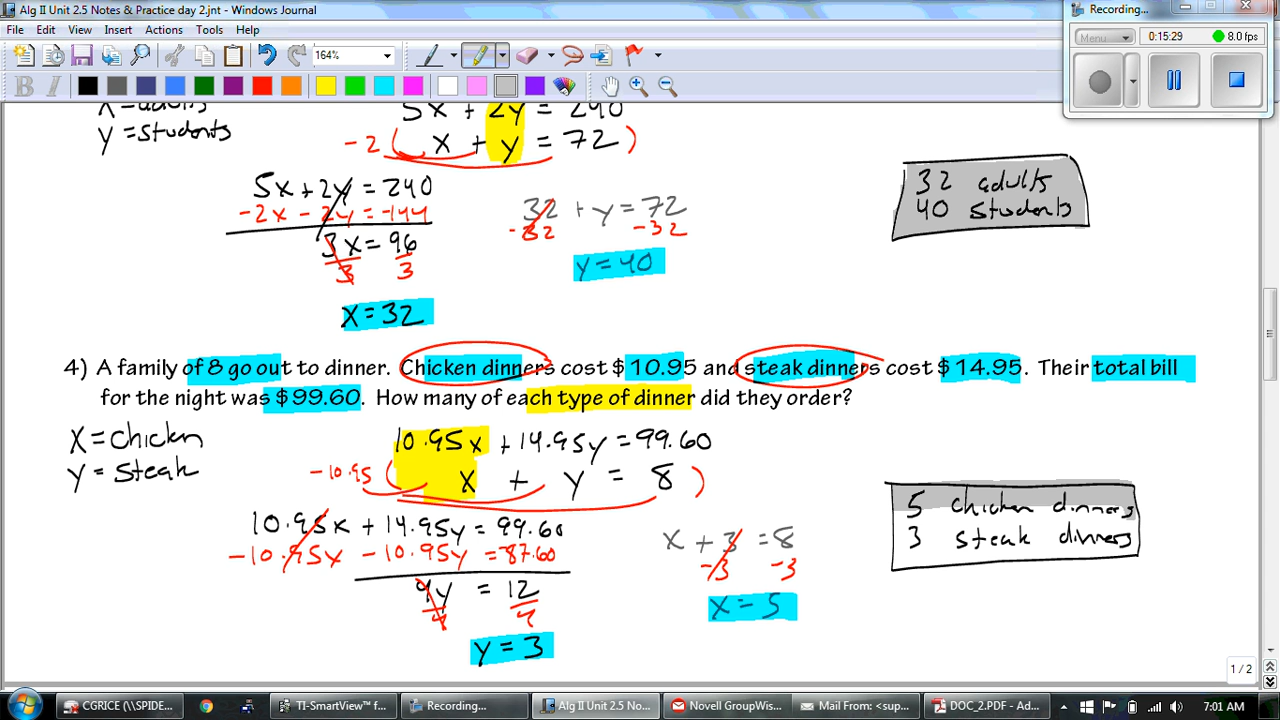 Alg II Unit 2.5 Notes & Practice day 2.jnt - Windows Journal
Recording...
File Edit View Insert Actions Tools Help
Menu
0:15:29
8.0 fps
164%
B I
x = adults
y = students
5x + 2y = 240
-2 ( x + y = 72 )
5x + 2y = 240
-2x - 2y = -144
3x = 96
3 3
x = 32
32 + y = 72
-32 -32
y = 40
32 adults
40 students
4) A family of 8 go out to dinner. Chicken dinners cost $10.95 and steak dinners cost $14.95. Their total bill
for the night was $99.60. How many of each type of dinner did they order?
x = chicken
y = steak
10.95x + 14.95y = 99.60
-10.95 ( x + y = 8 )
10.95x + 14.95y = 99.60
-10.95x - 10.95y = 87.60
4y = 12
4 4
y = 3
x + 3 = 8
-3 -3
x = 5
5 chicken dinners
3 steak dinners
1 / 2
CGRICE (\\SPIDE...
TI-SmartView™ f...
Recording...
Alg II Unit 2.5 No...
Novell GroupWis...
Mail From: <sup...
DOC_2.PDF - Ad...
7:01 AM